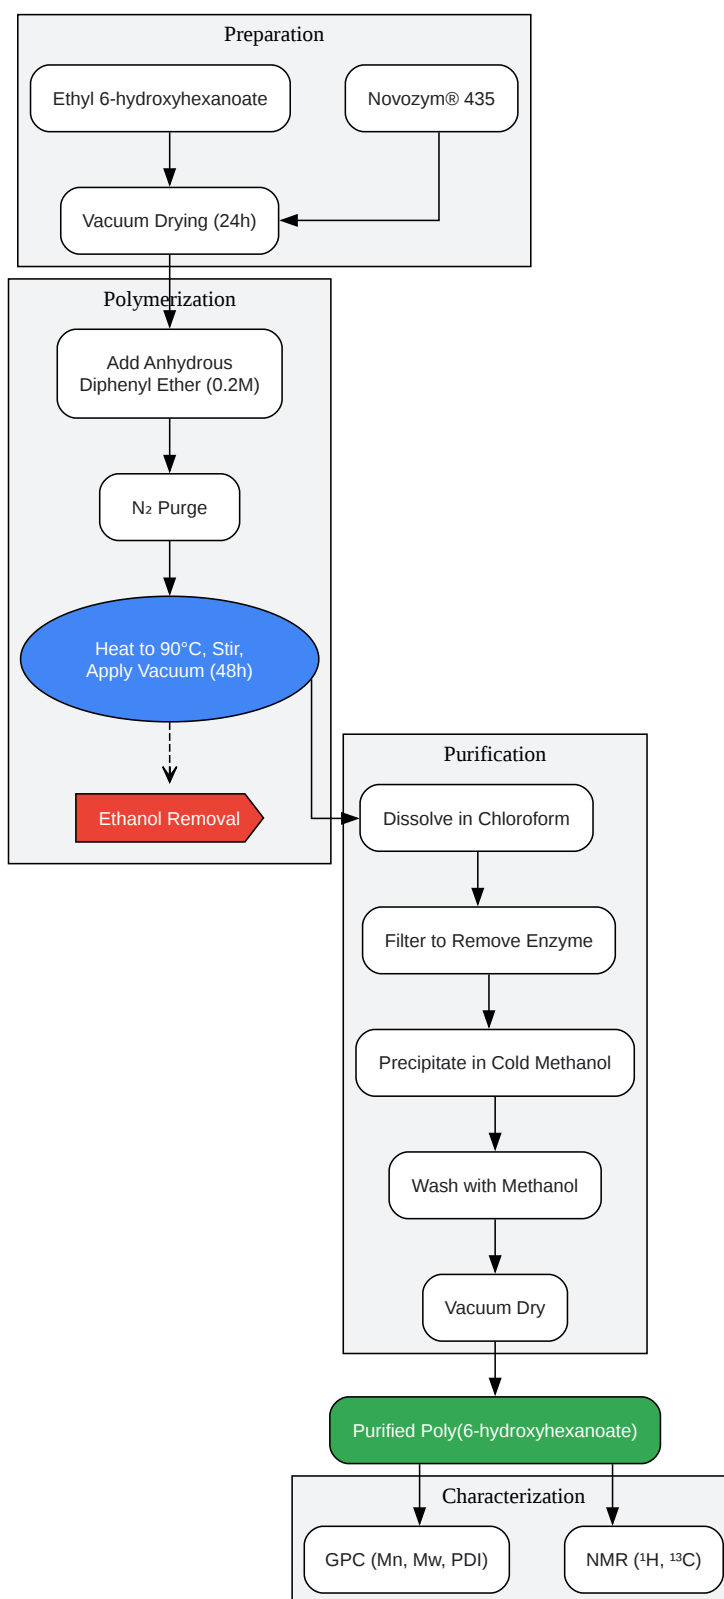 Preparation
Ethyl 6-hydroxyhexanoate
Novozym® 435
Vacuum Drying (24h)
Polymerization
Add Anhydrous
Diphenyl Ether (0.2M)
N₂ Purge
Heat to 90°C, Stir,
Apply Vacuum (48h)
Ethanol Removal
Purification
Dissolve in Chloroform
Filter to Remove Enzyme
Precipitate in Cold Methanol
Wash with Methanol
Vacuum Dry
Purified Poly(6-hydroxyhexanoate)
Characterization
GPC (Mn, Mw, PDI)
NMR (¹H, ¹³C)